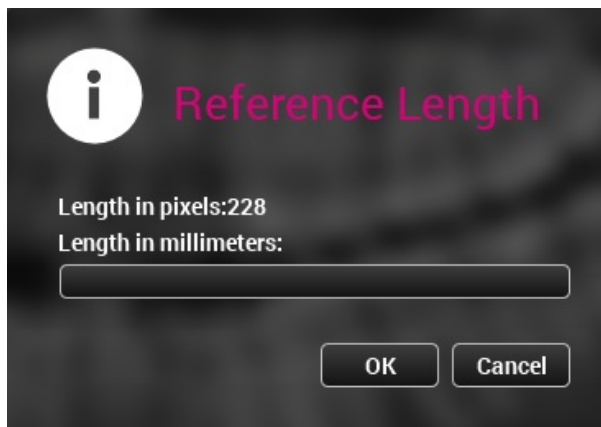 Reference Length
Length in pixels:228
Length in millimeters:
OK
Cancel